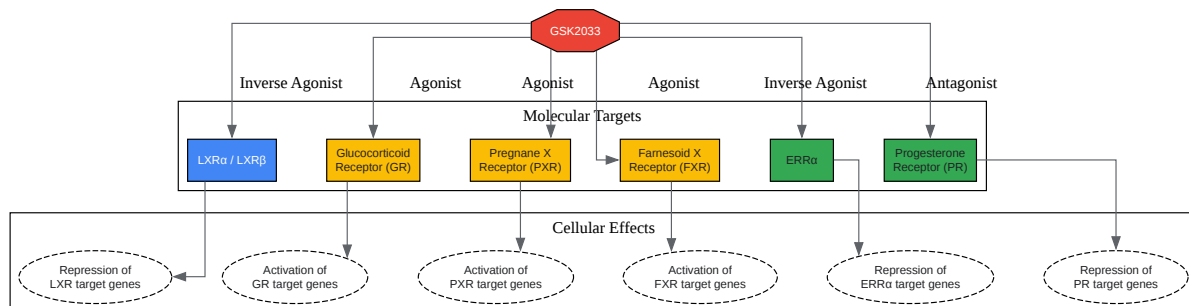 GSK2033
Inverse Agonist
Agonist
Agonist
Agonist
Inverse Agonist
Antagonist
Molecular Targets
LXRα / LXRβ
Glucocorticoid
Receptor (GR)
Pregnane X
Receptor (PXR)
Farnesoid X
Receptor (FXR)
ERRα
Progesterone
Receptor (PR)
Cellular Effects
Repression of
LXR target genes
Activation of
GR target genes
Activation of
PXR target genes
Activation of
FXR target genes
Repression of
ERRα target genes
Repression of
PR target genes